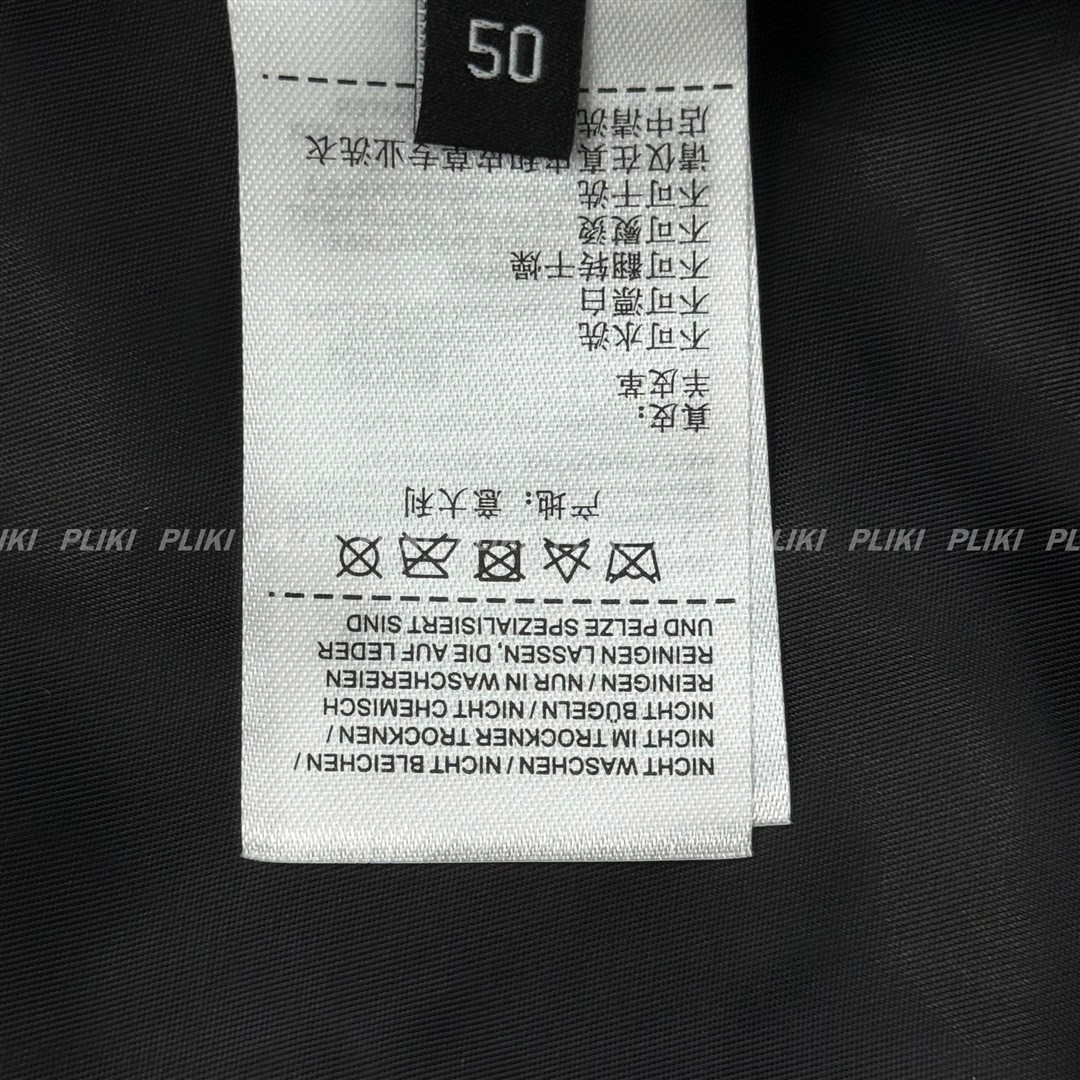 50
NICHT WASCHEN / NICHT BLEICHEN /
NICHT IM TROCKNER TROCKNEN /
NICHT BÜGELN / NICHT CHEMISCH
REINIGEN / NUR IN WASCHEREIEN
REINIGEN LASSEN, DIE AUF LEDER
UND PELZE SPEZIALISIERT SIND
产地: 意大利
真皮:
羊皮革
不可水洗
不可漂白
不可翻转干燥
不可熨烫
不可干洗
请仅在真皮和皮草专业洗衣
店中清洗
PLIKI PLIKI PLIKI PLIKI